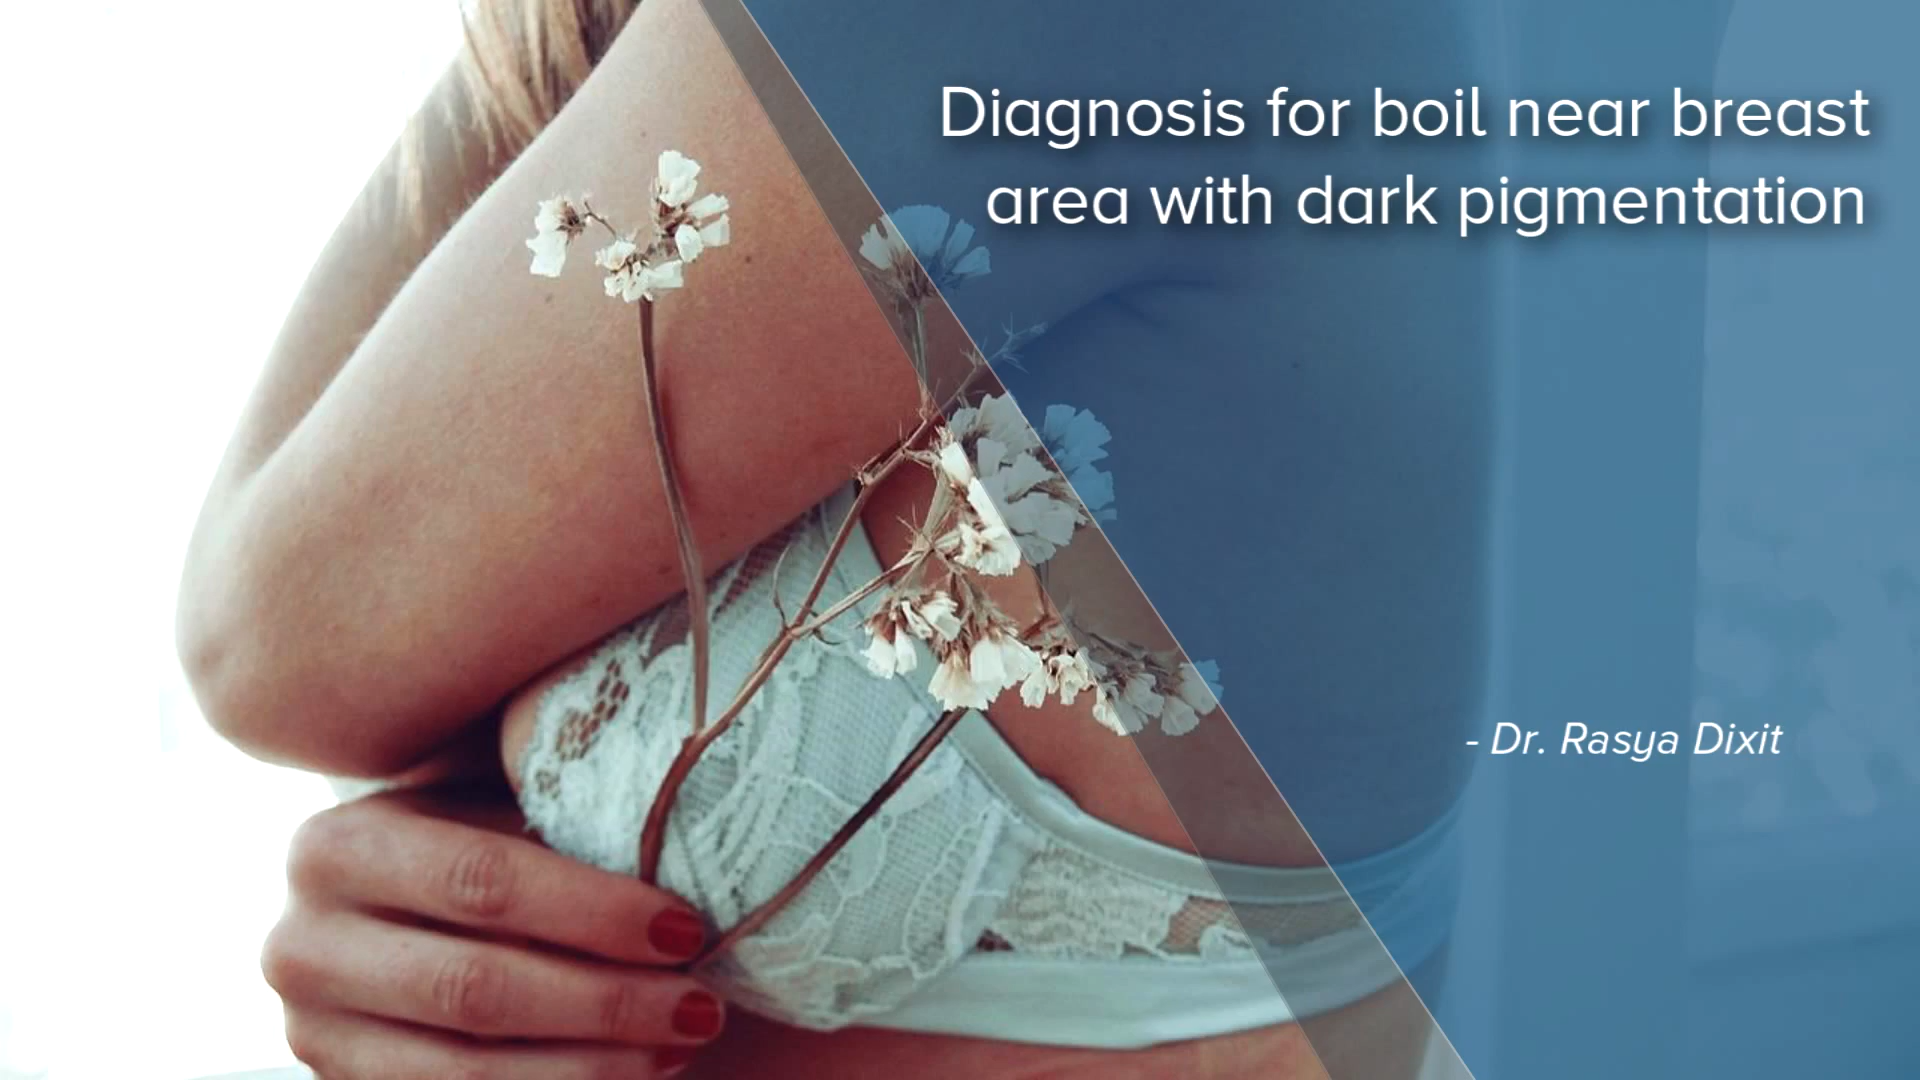 Diagnosis for boil near breast
area with dark pigmentation
- Dr. Rasya Dixit